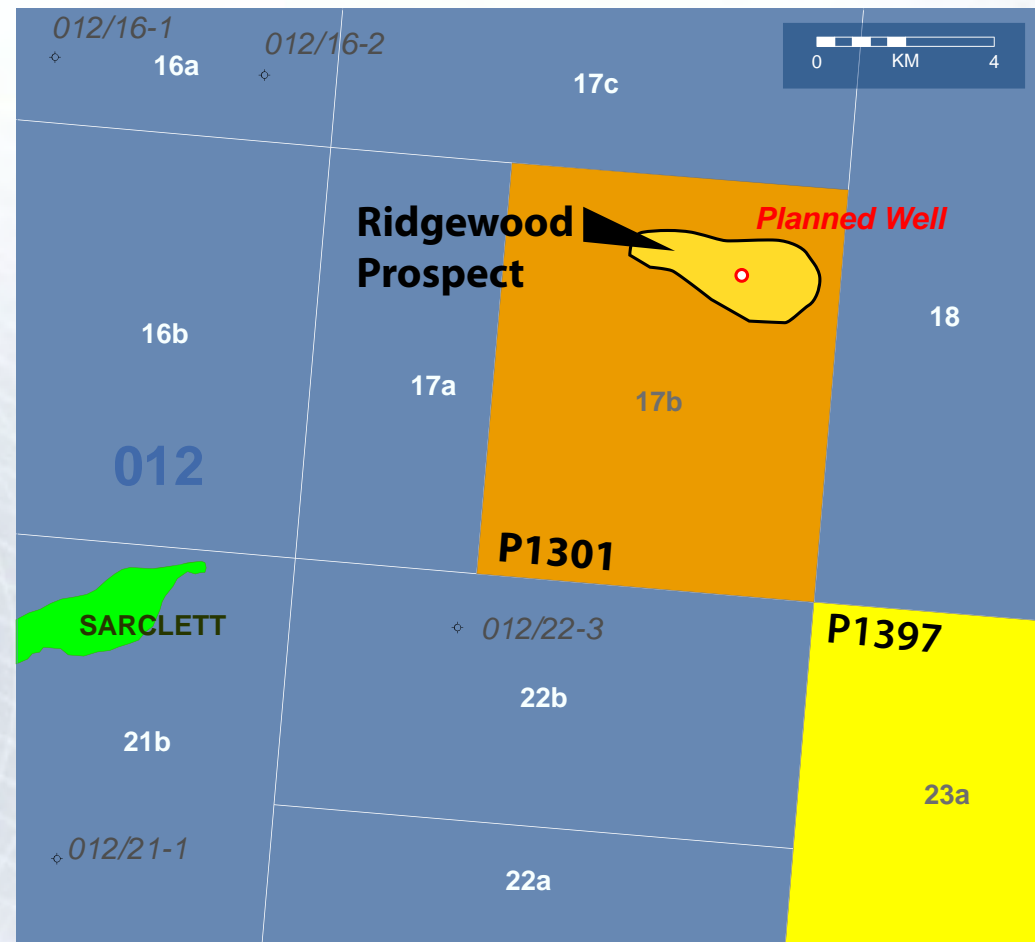 012/16-1
012/16-2
16a
17c
0 KM 4
Ridgewood
Prospect
Planned Well
16b
17a
17b
18
012
P1301
SARCLETT
012/22-3
P1397
22b
21b
23a
012/21-1
22a